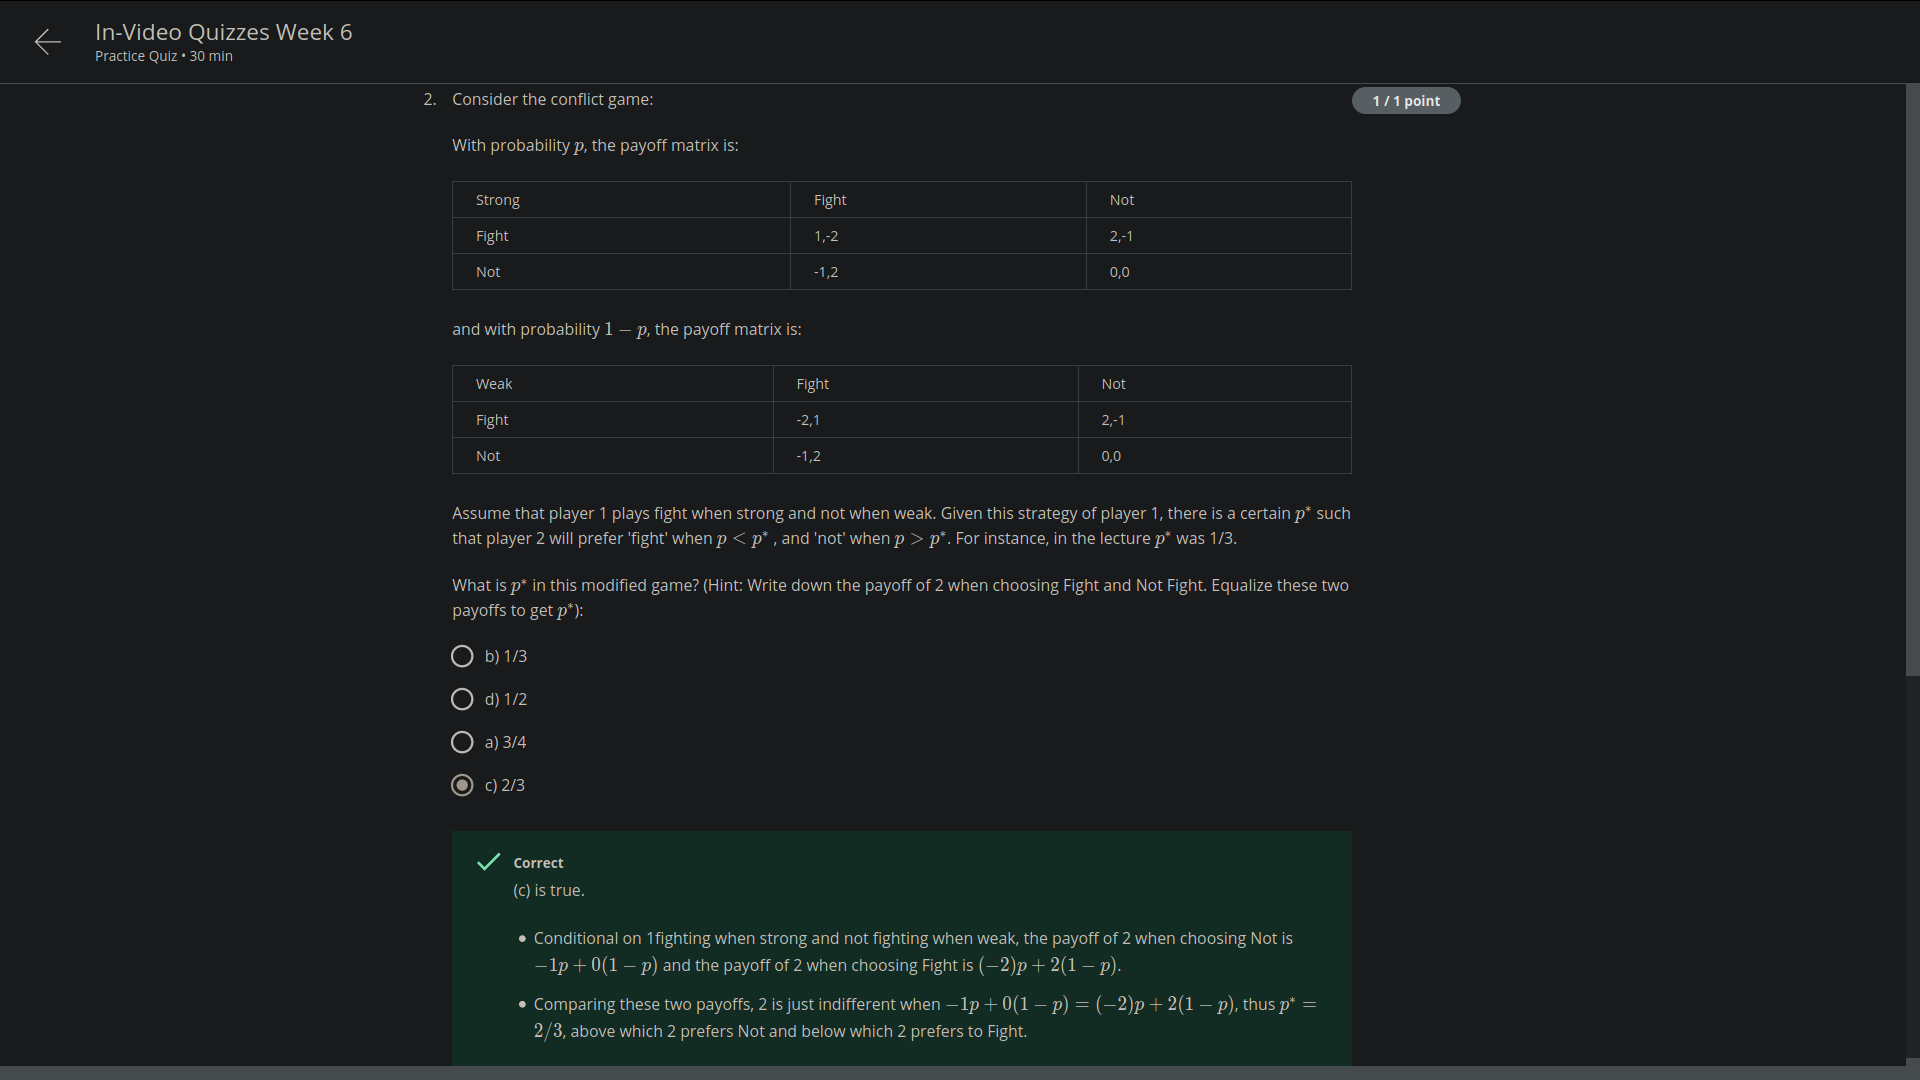 In-Video Quizzes Week 6
Practice Quiz • 30 min
2. Consider the conflict game:
1 / 1 point
With probability p, the payoff matrix is:
Strong Fight Not
Fight 1,-2 2,-1
Not -1,2 0,0
and with probability 1 − p, the payoff matrix is:
Weak Fight Not
Fight -2,1 2,-1
Not -1,2 0,0
Assume that player 1 plays fight when strong and not when weak. Given this strategy of player 1, there is a certain p* such
that player 2 will prefer 'fight' when p < p* , and 'not' when p > p*. For instance, in the lecture p* was 1/3.
What is p* in this modified game? (Hint: Write down the payoff of 2 when choosing Fight and Not Fight. Equalize these two
payoffs to get p*):
b) 1/3
d) 1/2
a) 3/4
c) 2/3
Correct
(c) is true.
• Conditional on 1fighting when strong and not fighting when weak, the payoff of 2 when choosing Not is
−1p + 0(1 − p) and the payoff of 2 when choosing Fight is (−2)p + 2(1 − p).
• Comparing these two payoffs, 2 is just indifferent when −1p + 0(1 − p) = (−2)p + 2(1 − p), thus p* =
2/3, above which 2 prefers Not and below which 2 prefers to Fight.